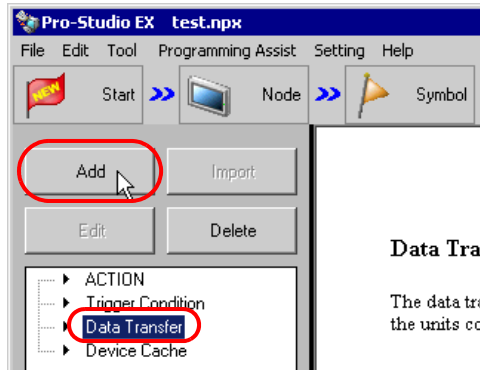 Pro-Studio EX test.npx
File Edit Tool Programming Assist Setting Help
NEW Start Node Symbol
Add Import
Edit Delete
ACTION
Trigger Condition
Data Transfer
Device Cache
Data Tra
The data tra
the units co